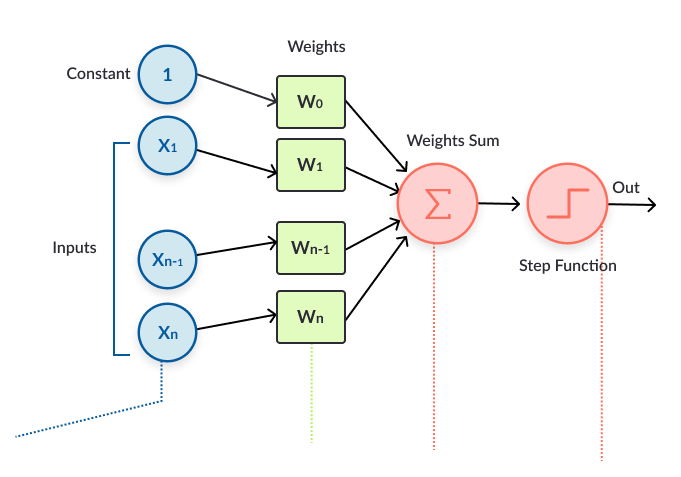 Weights
Constant
1
W0
X1
W1
Weights Sum
Σ
Out
Inputs
Xn-1
Wn-1
Step Function
Xn
Wn